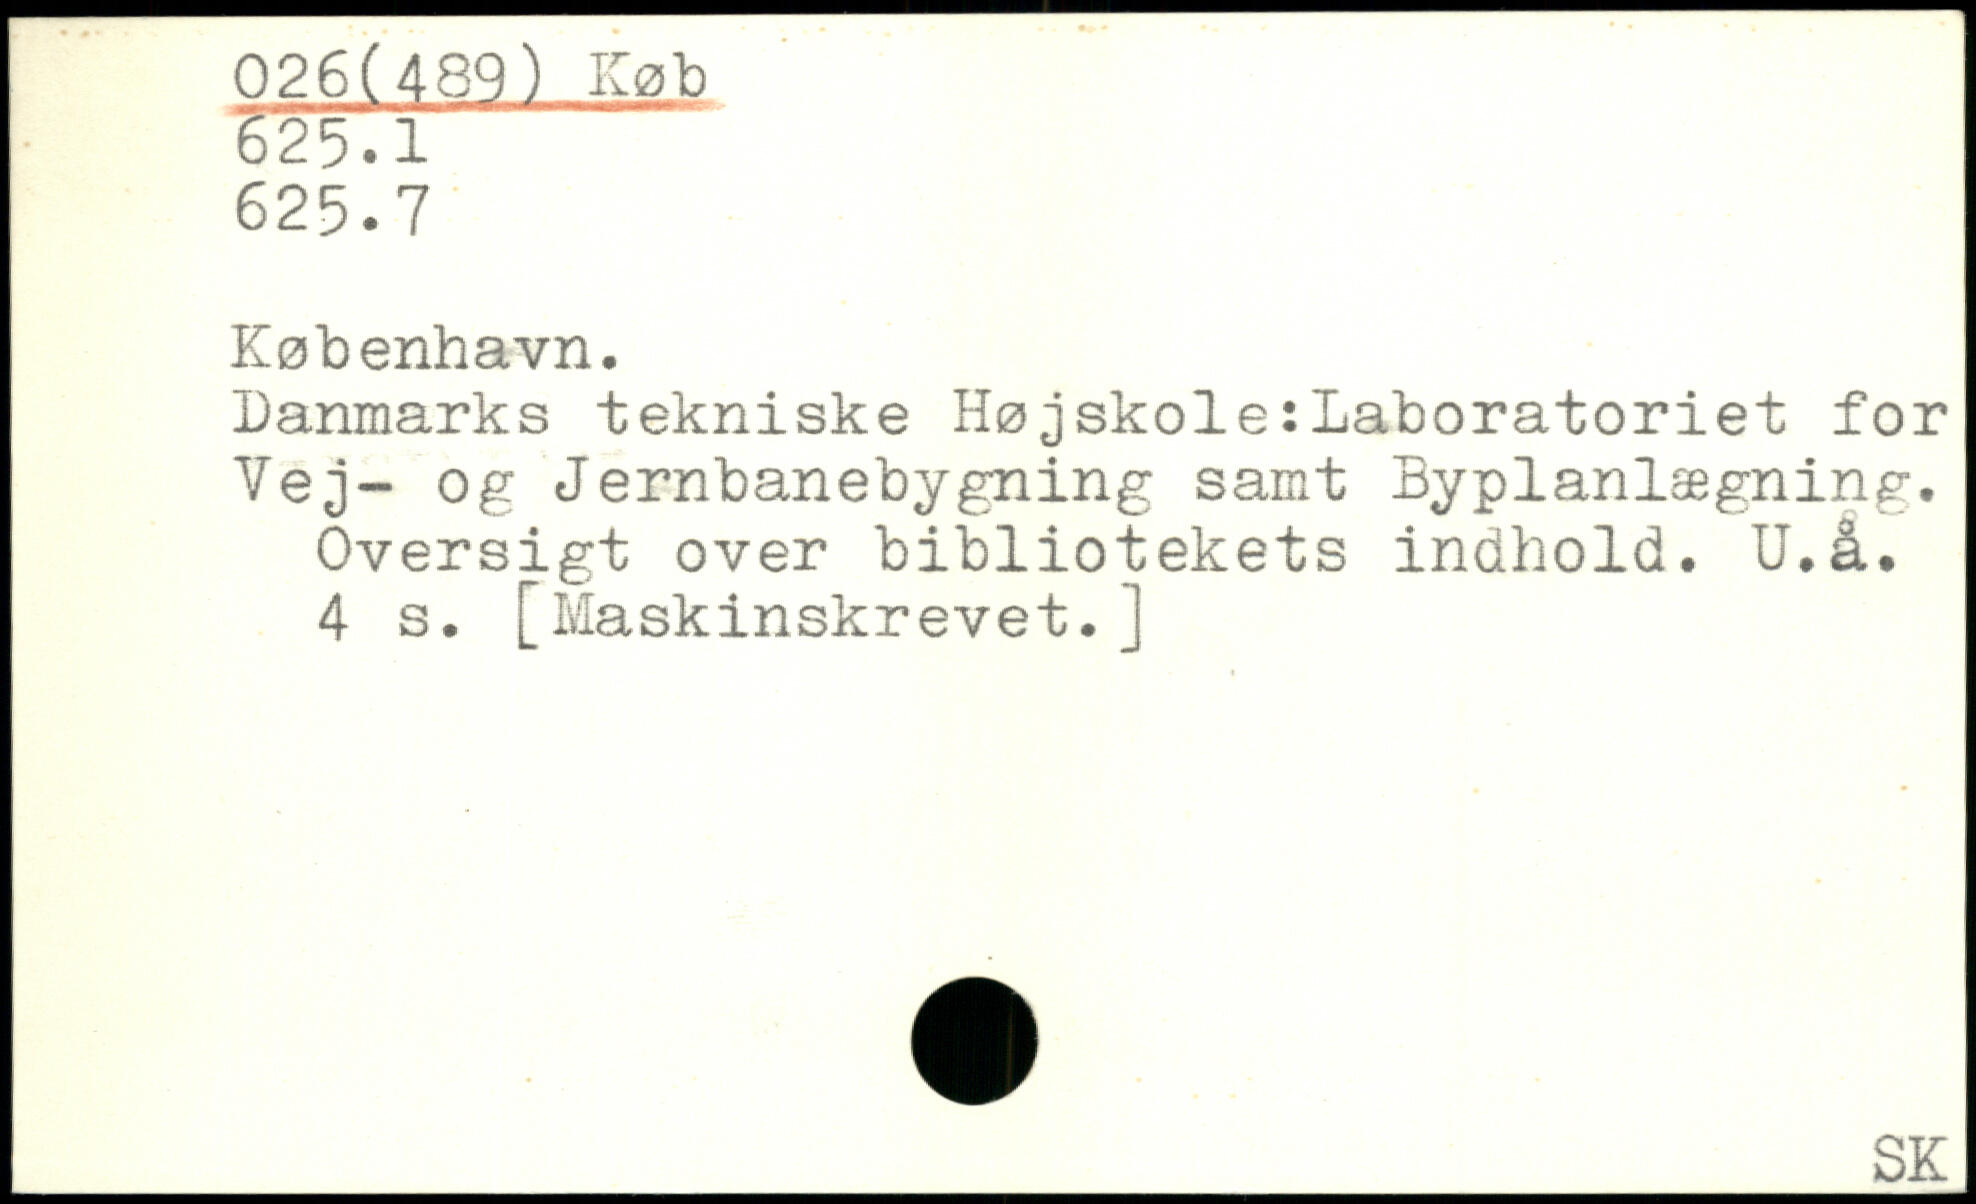 026(489) Køb
625.1
625.7
København.
Danmarks tekniske Højskole:Laboratoriet for
Vej- og Jernbanebygning samt Byplanlægning.
Oversigt over bibliotekets indhold. U.å.
4 s. [Maskinskrevet.]
SK